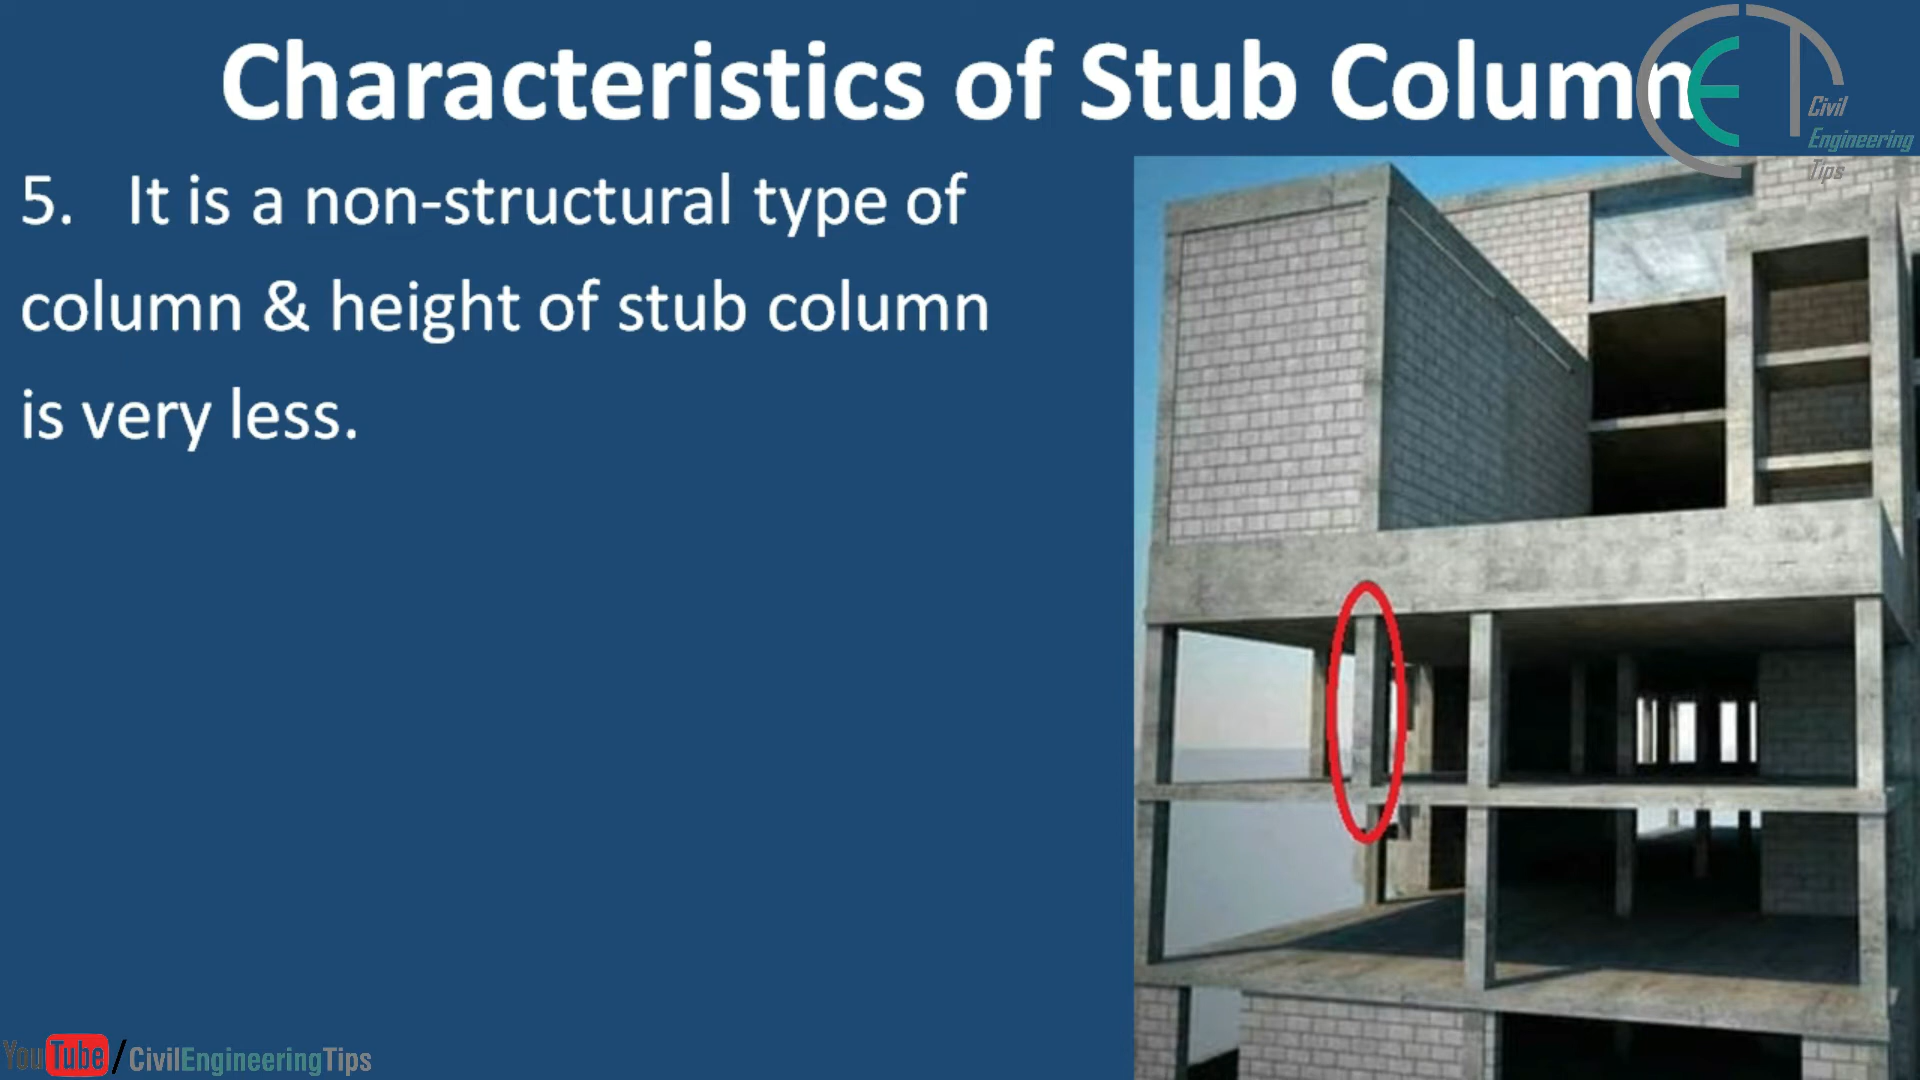 Characteristics of Stub Column
Civil
Engineering
Tips
5. It is a non-structural type of
column & height of stub column
is very less.
YouTube/CivilEngineeringTips